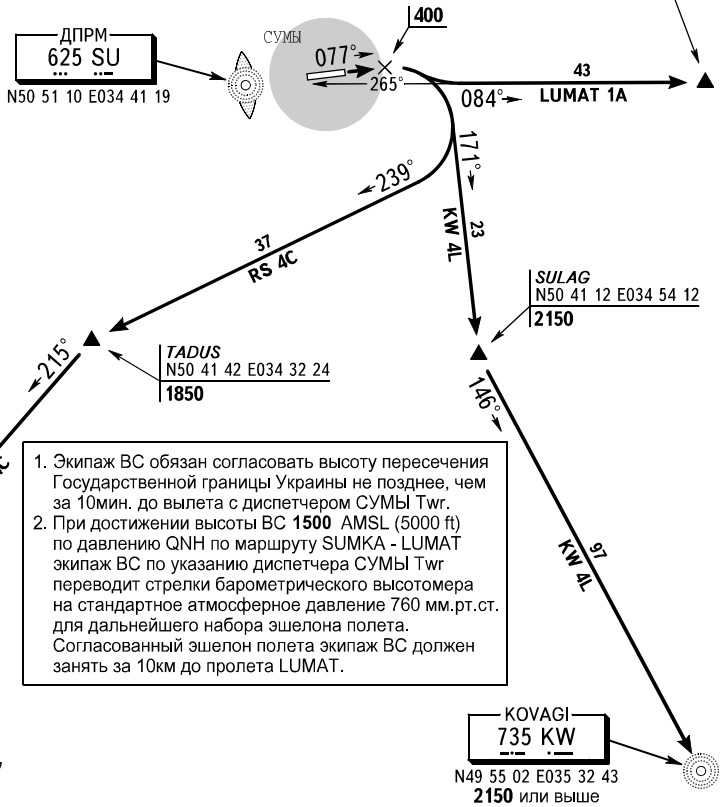 400
ДПРМ
625 SU
N50 51 10 E034 41 19
СУМЫ
077°
265°
43
084°
LUMAT 1A
171°
239°
23
KW 4L
37
RS 4C
SULAG
N50 41 12 E034 54 12
2150
215°
TADUS
N50 41 42 E034 32 24
1850
146°
1. Экипаж ВС обязан согласовать высоту пересечения
Государственной границы Украины не позднее, чем
за 10мин. до вылета с диспетчером СУМЫ Twr.
2. При достижении высоты ВС 1500 AMSL (5000 ft)
по давлению QNH по маршруту SUMKA - LUMAT
экипаж ВС по указанию диспетчера СУМЫ Twr
переводит стрелки барометрического высотомера
на стандартное атмосферное давление 760 мм.рт.ст.
для дальнейшего набора эшелона полета.
Согласованный эшелон полета экипаж ВС должен
занять за 10км до пролета LUMAT.
97
KW 4L
KOVAGI
735 KW
N49 55 02 E035 32 43
2150 или выше